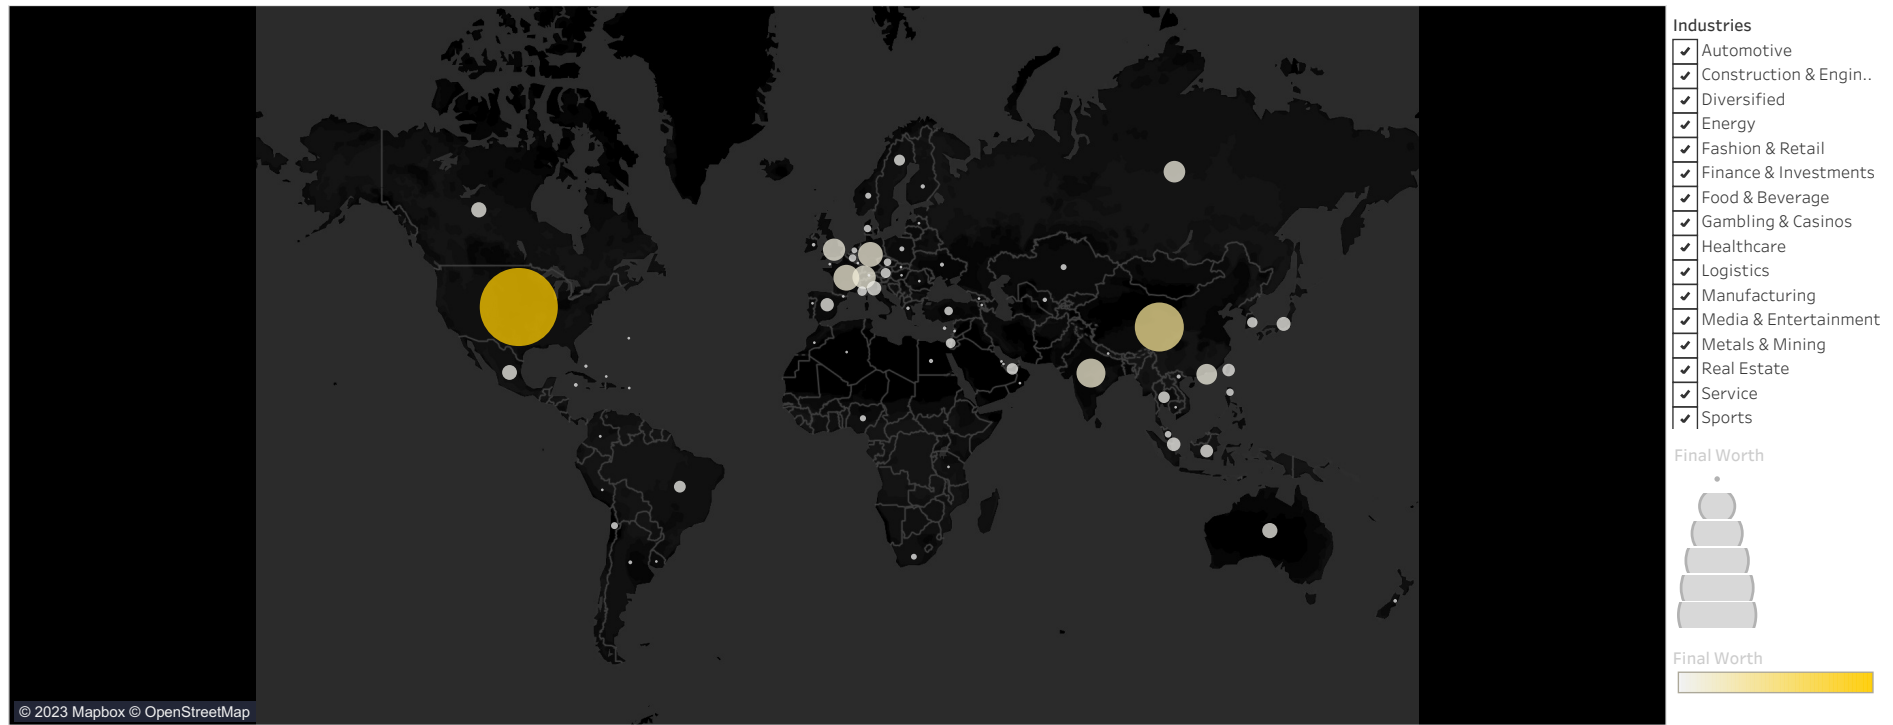 Industries
Automotive
Construction & Engin..
Diversified
Energy
Fashion & Retail
Finance & Investments
Food & Beverage
Gambling & Casinos
Healthcare
Logistics
Manufacturing
Media & Entertainment
Metals & Mining
Real Estate
Service
Sports
Final Worth
Final Worth
© 2023 Mapbox © OpenStreetMap